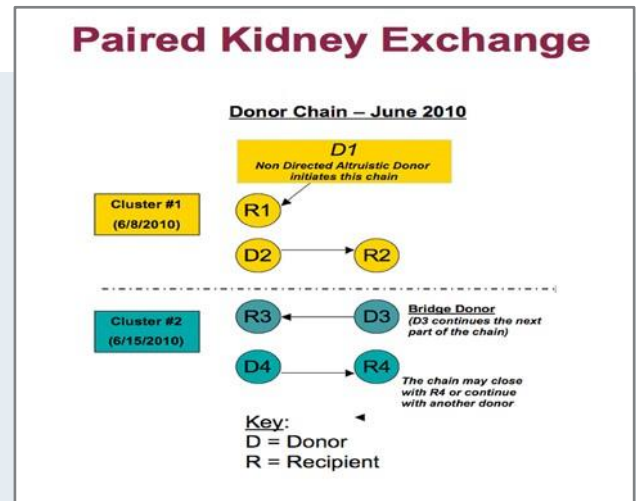 Paired Kidney Exchange
Donor Chain – June 2010
D1
Non Directed Altruistic Donor
initiates this chain
Cluster #1
(6/8/2010)
R1
D2
R2
Cluster #2
(6/15/2010)
R3
D3
Bridge Donor
(D3 continues the next
part of the chain)
D4
R4
The chain may close
with R4 or continue
with another donor
Key:
D = Donor
R = Recipient